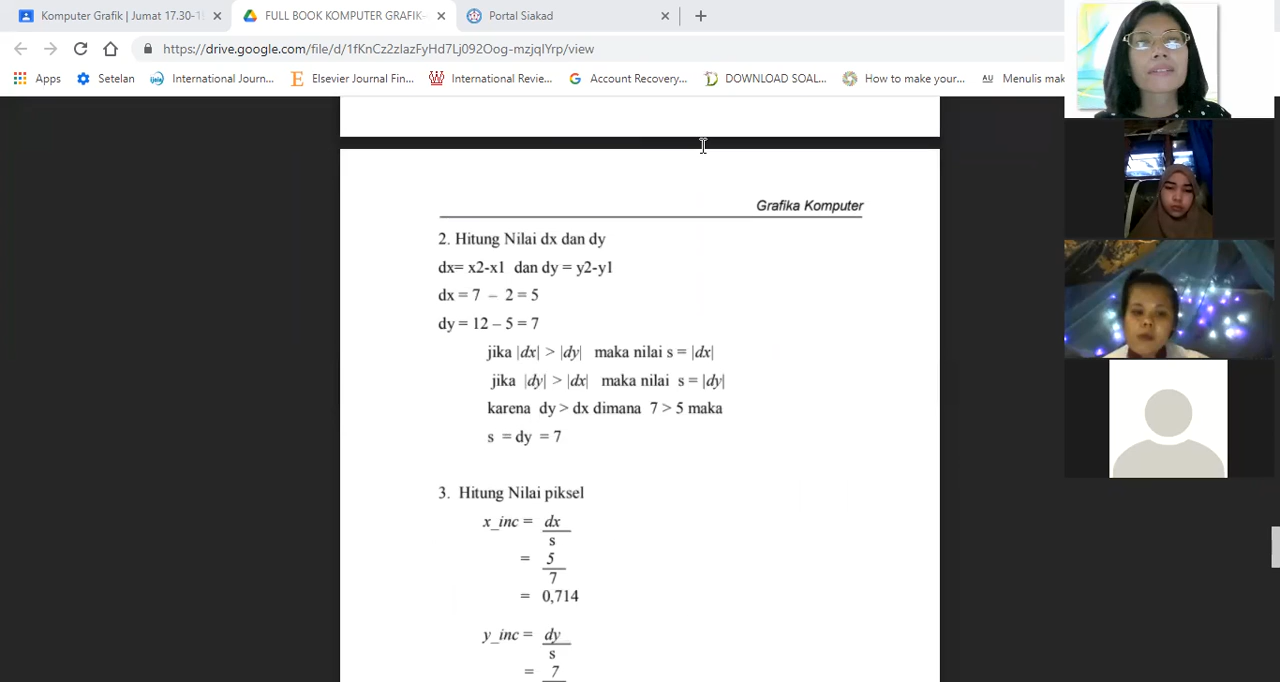 Komputer Grafik | Jumat 17.30-1
FULL BOOK KOMPUTER GRAFIK-
Portal Siakad
https://drive.google.com/file/d/1fKnCz2zIazFyHd7Lj092Oog-mzjqIYrp/view
Apps
Setelan
International Journ...
Elsevier Journal Fin...
International Revie...
Account Recovery...
DOWNLOAD SOAL...
How to make your...
AU Menulis mak
Grafika Komputer
2. Hitung Nilai dx dan dy
dx= x2-x1 dan dy = y2-y1
dx = 7 – 2 = 5
dy = 12 – 5 = 7
jika |dx| > |dy| maka nilai s = |dx|
jika |dy| > |dx| maka nilai s = |dy|
karena dy > dx dimana 7 > 5 maka
s = dy = 7
3. Hitung Nilai piksel
x_inc = dx
s
= 5
7
= 0,714
y_inc = dy
s
= 7